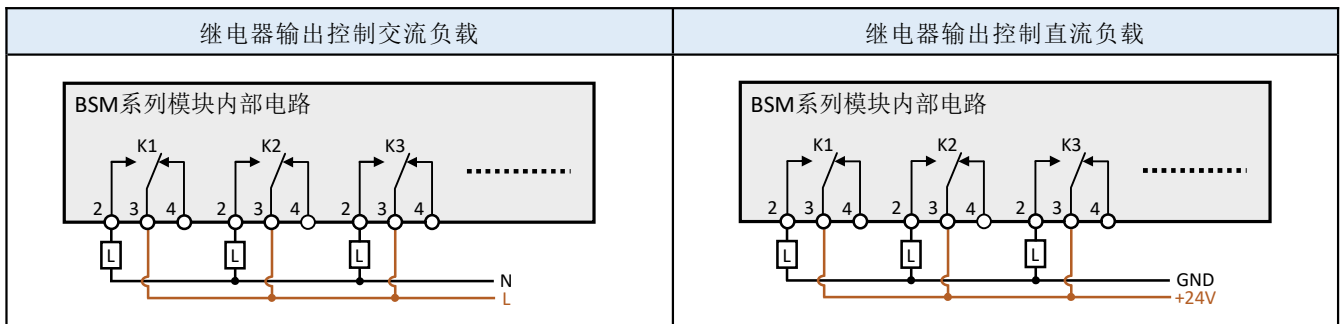 继电器输出控制交流负载
继电器输出控制直流负载
BSM系列模块内部电路
K1 K2 K3
2 3 4 2 3 4 2 3 4
L L L
N
L
BSM系列模块内部电路
K1 K2 K3
2 3 4 2 3 4 2 3 4
L L L
GND
+24V